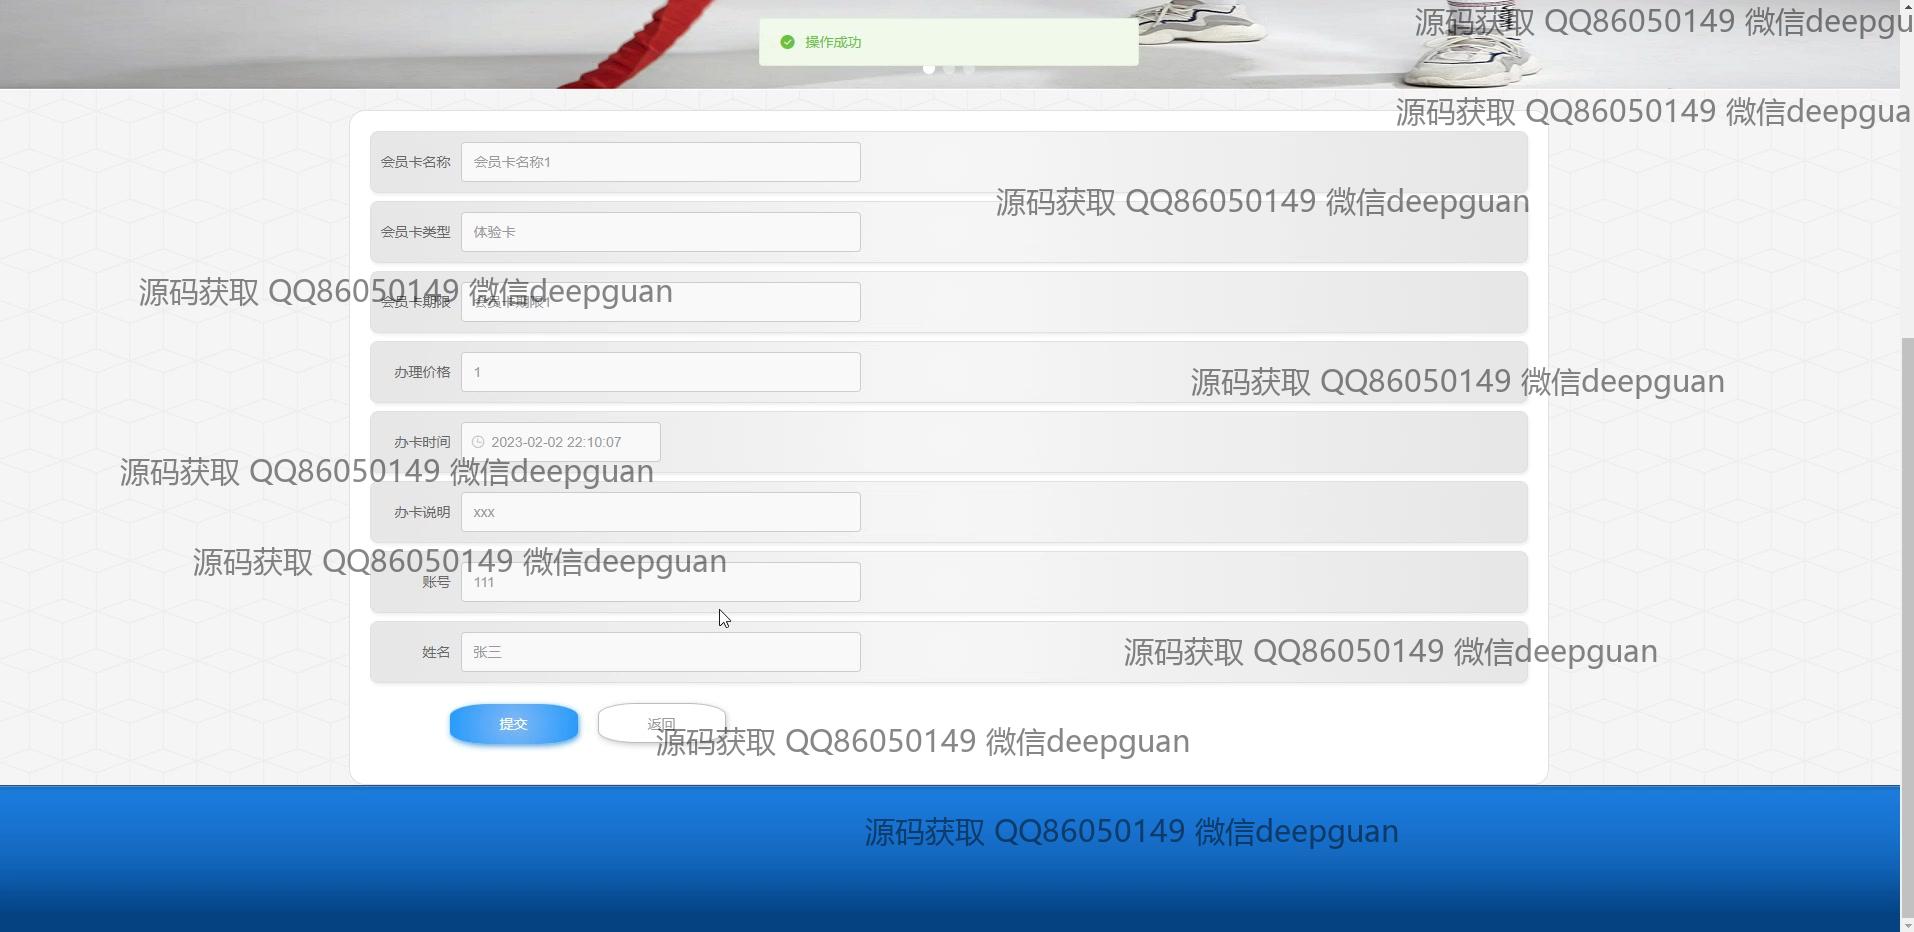 操作成功
源码获取 QQ86050149 微信deepgu
源码获取 QQ86050149 微信deepgua
会员卡名称 会员卡名称1
源码获取 QQ86050149 微信deepguan
会员卡类型 体验卡
源码获取 QQ86050149 微信deepguan
会员卡期限 会员卡期限1
办理价格 1
源码获取 QQ86050149 微信deepguan
办卡时间 2023-02-02 22:10:07
源码获取 QQ86050149 微信deepguan
办卡说明 xxx
源码获取 QQ86050149 微信deepguan
账号 111
姓名 张三
源码获取 QQ86050149 微信deepguan
提交 返回
源码获取 QQ86050149 微信deepguan
源码获取 QQ86050149 微信deepguan